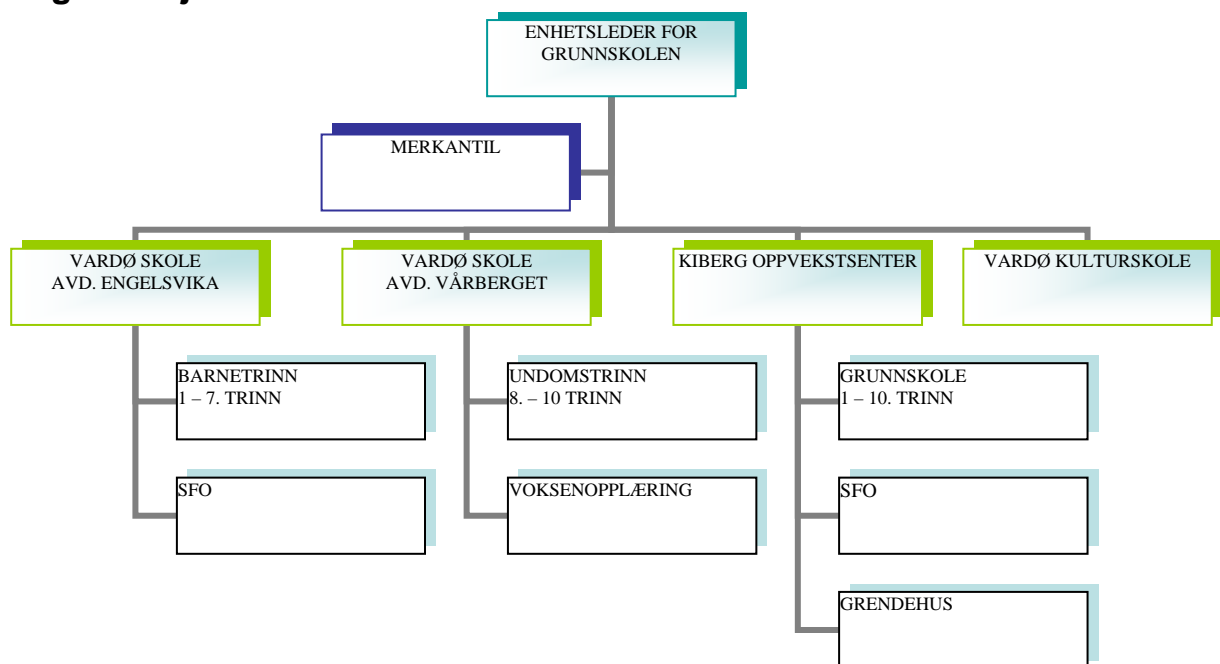 ENHETSLEDER FOR
GRUNNSKOLEN
MERKANTIL
VARDØ SKOLE
AVD. ENGELSVIKA
VARDØ SKOLE
AVD. VÅRBERGET
KIBERG OPPVEKSTSENTER
VARDØ KULTURSKOLE
BARNETRINN
1 – 7. TRINN
UNDOMSTRINN
8. – 10 TRINN
GRUNNSKOLE
1 – 10. TRINN
SFO
VOKSENOPPLÆRING
SFO
GRENDEHUS